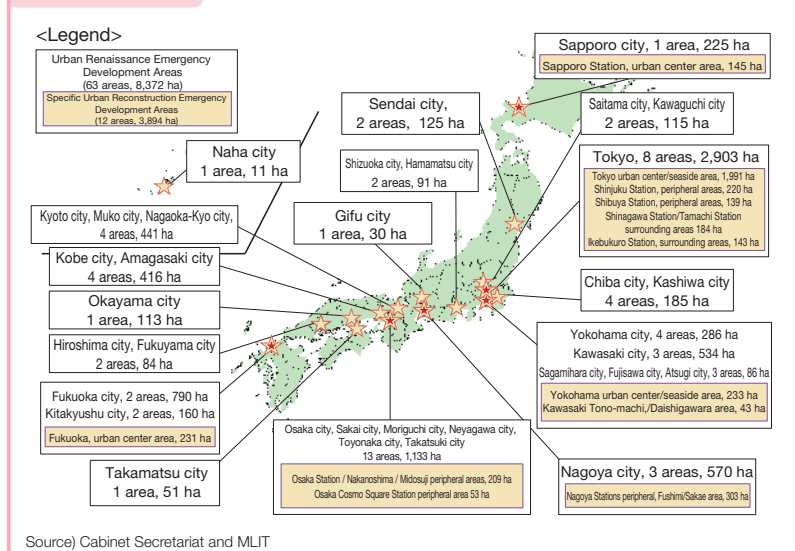 <Legend>
Urban Renaissance Emergency
Development Areas
(63 areas, 8,372 ha)
Specific Urban Reconstruction Emergency
Development Areas
(12 areas, 3,894 ha)
Sapporo city, 1 area, 225 ha
Sapporo Station, urban center area, 145 ha
Sendai city,
2 areas, 125 ha
Saitama city, Kawaguchi city
2 areas, 115 ha
Naha city
1 area, 11 ha
Shizuoka city, Hamamatsu city
2 areas, 91 ha
Tokyo, 8 areas, 2,903 ha
Tokyo urban center/seaside area, 1,991 ha
Shinjuku Station, peripheral areas, 220 ha
Shibuya Station, peripheral areas, 139 ha
Shinagawa Station/Tamachi Station
surrounding areas 184 ha
Ikebukuro Station, surrounding areas, 143 ha
Kyoto city, Muko city, Nagaoka-Kyo city,
4 areas, 441 ha
Gifu city
1 area, 30 ha
Kobe city, Amagasaki city
4 areas, 416 ha
Chiba city, Kashiwa city
4 areas, 185 ha
Okayama city
1 area, 113 ha
Hiroshima city, Fukuyama city
2 areas, 84 ha
Yokohama city, 4 areas, 286 ha
Kawasaki city, 3 areas, 534 ha
Sagamihara city, Fujisawa city, Atsugi city, 3 areas, 86 ha
Yokohama urban center/seaside area, 233 ha
Kawasaki Tono-machi,/Daishigawara area, 43 ha
Fukuoka city, 2 areas, 790 ha
Kitakyushu city, 2 areas, 160 ha
Fukuoka, urban center area, 231 ha
Osaka city, Sakai city, Moriguchi city, Neyagawa city,
Toyonaka city, Takatsuki city
13 areas, 1,133 ha
Osaka Station / Nakanoshima / Midosuji peripheral areas, 209 ha
Osaka Cosmo Square Station peripheral area 53 ha
Takamatsu city
1 area, 51 ha
Nagoya city, 3 areas, 570 ha
Nagoya Stations peripheral, Fushimi/Sakae area, 303 ha
Source) Cabinet Secretariat and MLIT